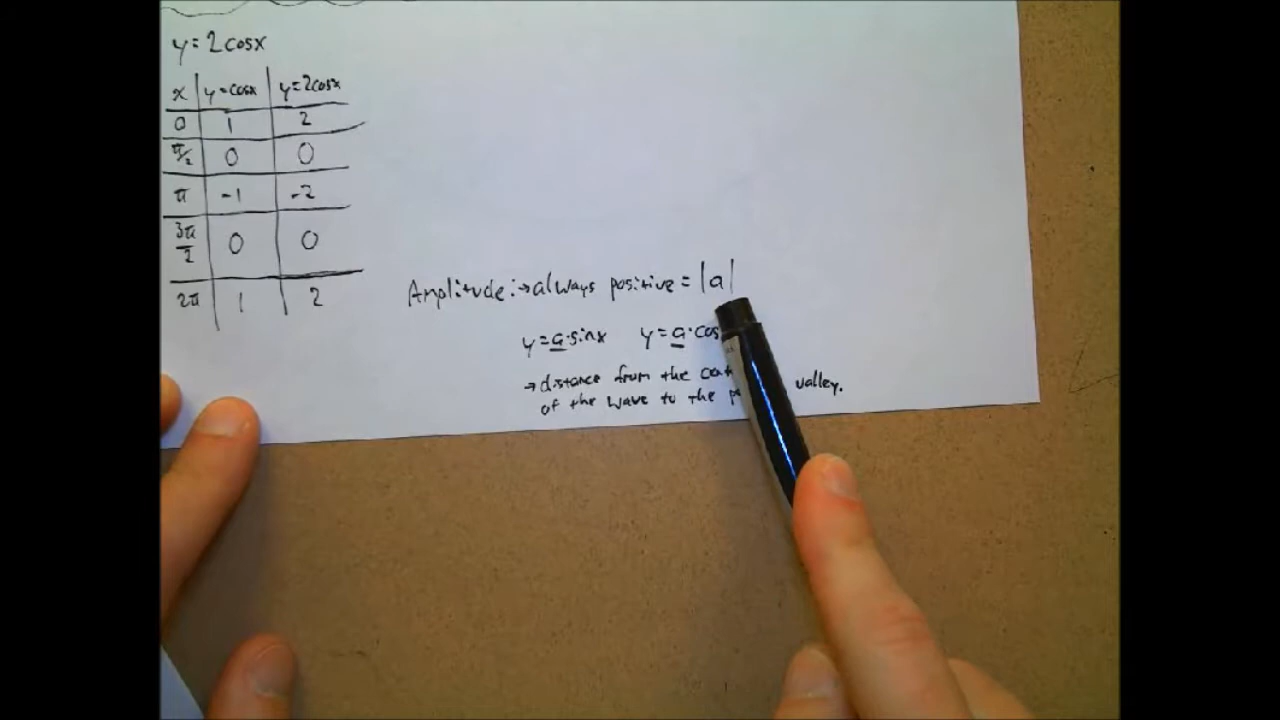 y=2cosx
x y=cosx y=2cosx
0 1 2
π/2 0 0
π -1 -2
3π/2 0 0
2π 1 2
Amplitude:→always positive = |a|
y=a·sinx y=a·cos
→distance from the
of the wave to the valley.